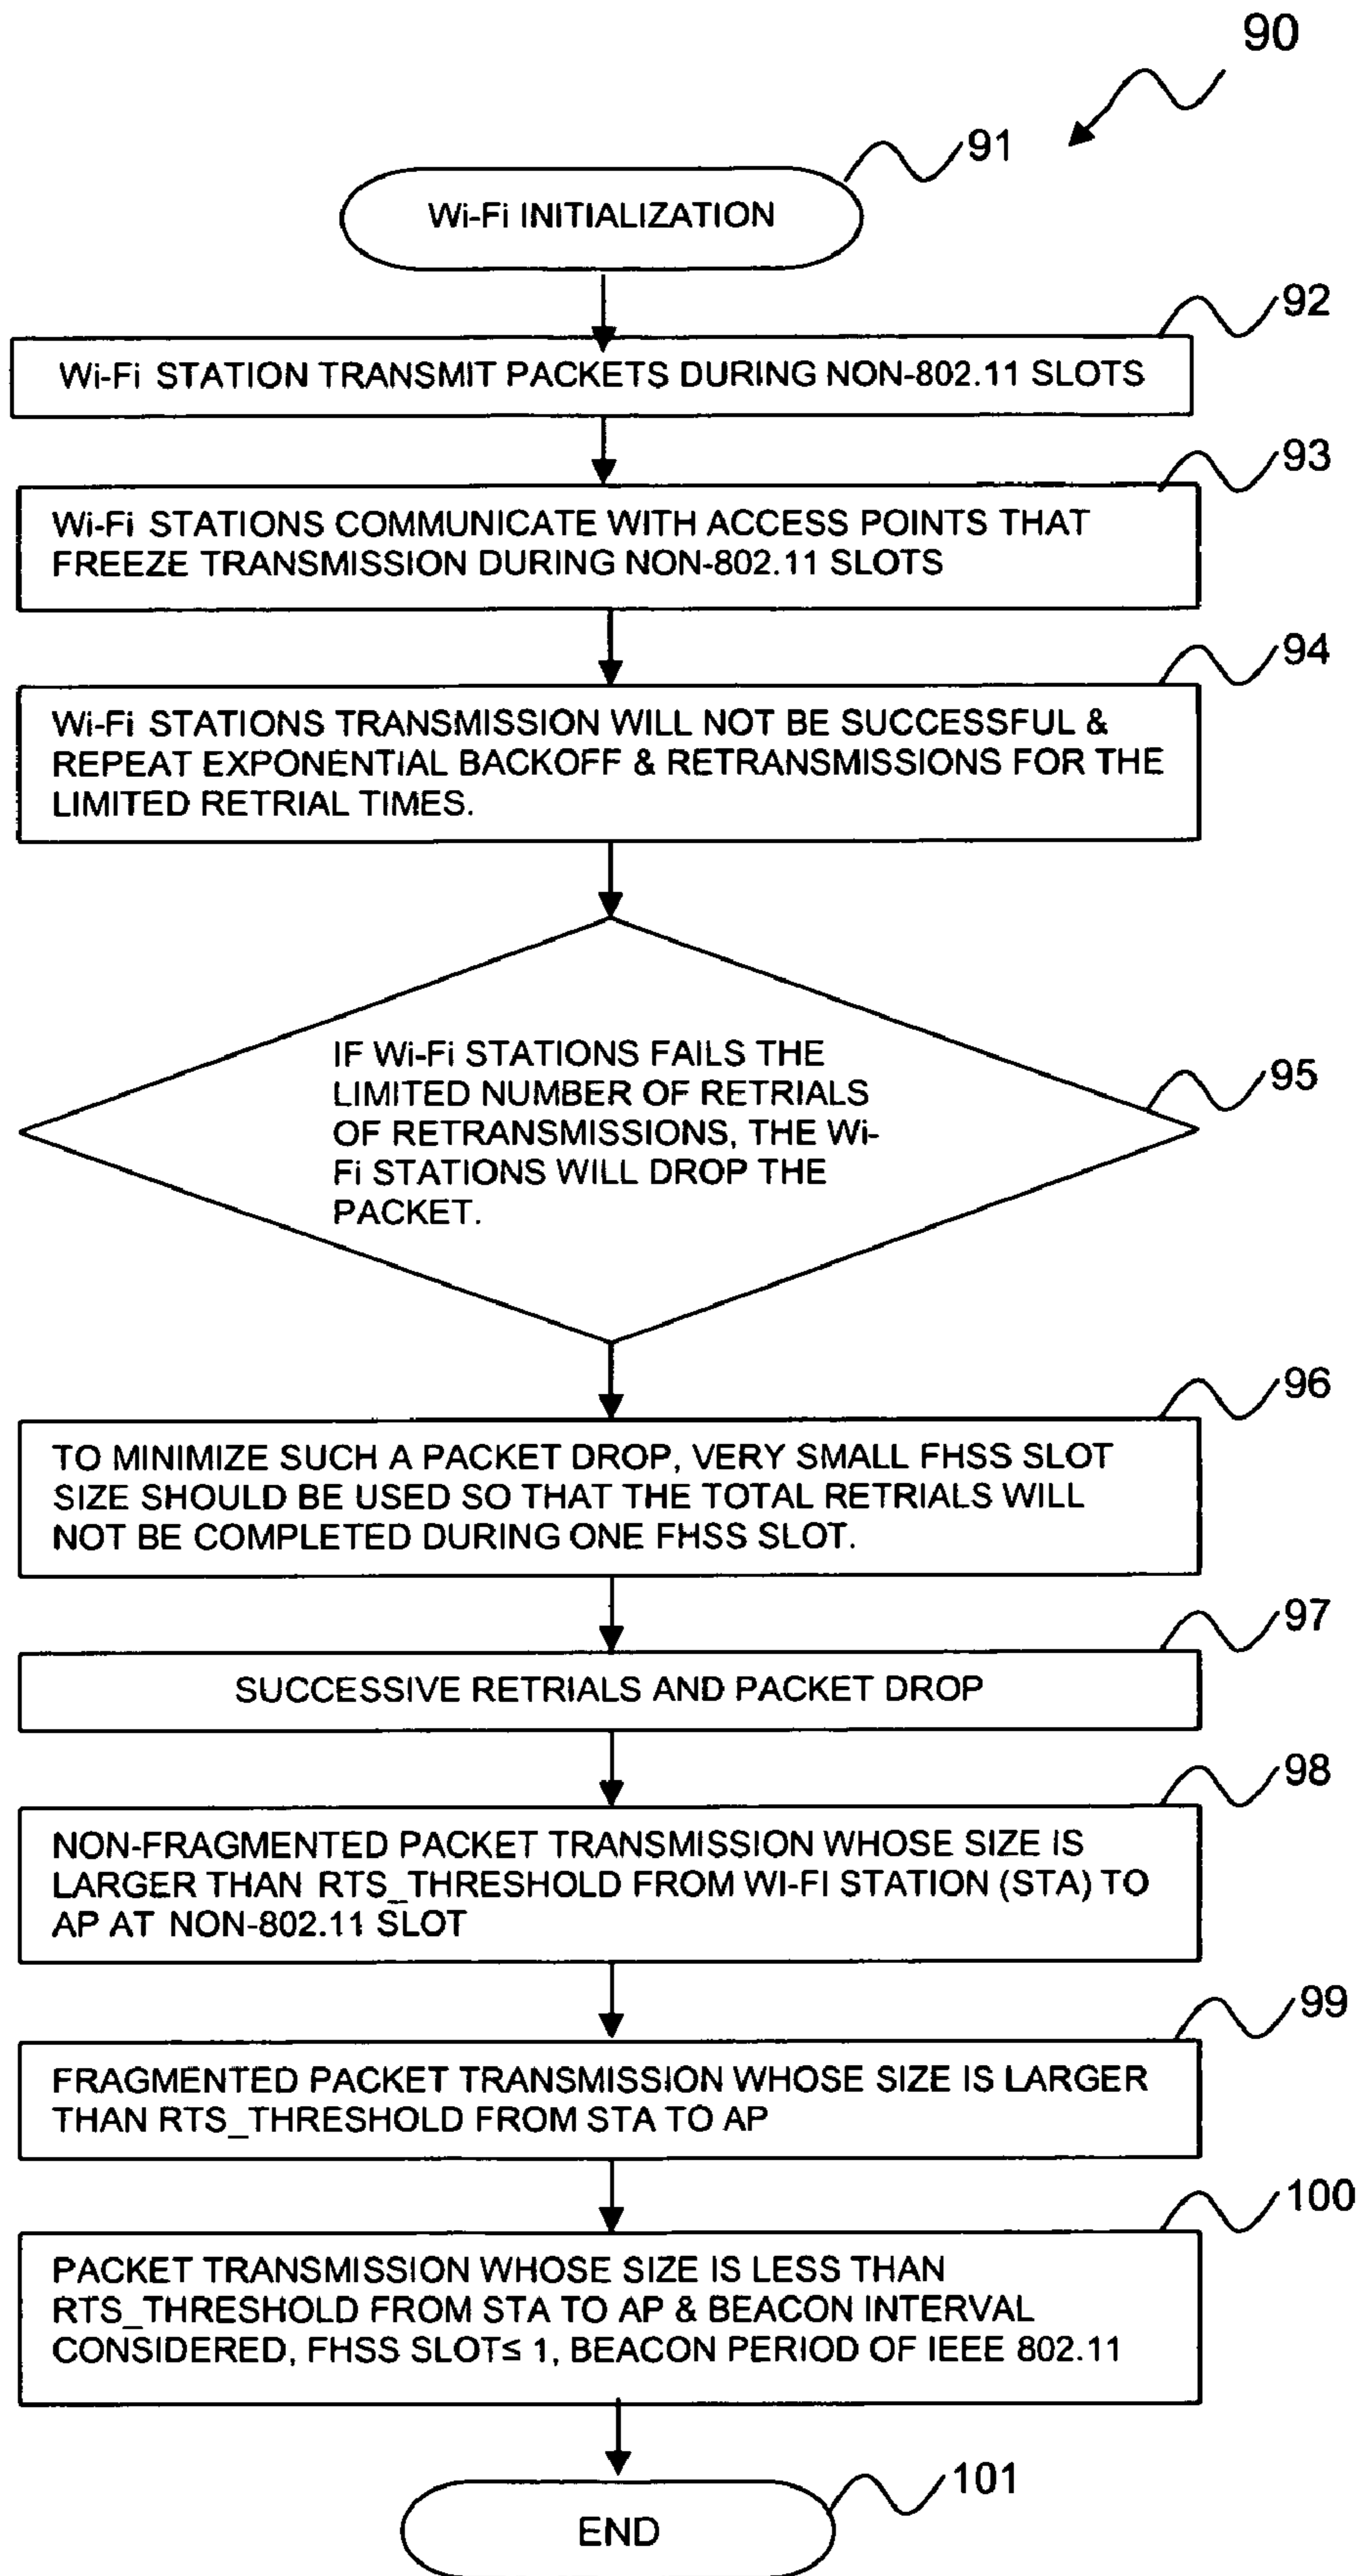 90
91
Wi-Fi INITIALIZATION
92
Wi-Fi STATION TRANSMIT PACKETS DURING NON-802.11 SLOTS
93
Wi-Fi STATIONS COMMUNICATE WITH ACCESS POINTS THAT
FREEZE TRANSMISSION DURING NON-802.11 SLOTS
94
Wi-Fi STATIONS TRANSMISSION WILL NOT BE SUCCESSFUL &
REPEAT EXPONENTIAL BACKOFF & RETRANSMISSIONS FOR THE
LIMITED RETRIAL TIMES.
95
IF Wi-Fi STATIONS FAILS THE
LIMITED NUMBER OF RETRIALS
OF RETRANSMISSIONS, THE Wi-
Fi STATIONS WILL DROP THE
PACKET.
96
TO MINIMIZE SUCH A PACKET DROP, VERY SMALL FHSS SLOT
SIZE SHOULD BE USED SO THAT THE TOTAL RETRIALS WILL
NOT BE COMPLETED DURING ONE FHSS SLOT.
97
SUCCESSIVE RETRIALS AND PACKET DROP
98
NON-FRAGMENTED PACKET TRANSMISSION WHOSE SIZE IS
LARGER THAN RTS_THRESHOLD FROM WI-FI STATION (STA) TO
AP AT NON-802.11 SLOT
99
FRAGMENTED PACKET TRANSMISSION WHOSE SIZE IS LARGER
THAN RTS_THRESHOLD FROM STA TO AP
100
PACKET TRANSMISSION WHOSE SIZE IS LESS THAN
RTS_THRESHOLD FROM STA TO AP & BEACON INTERVAL
CONSIDERED, FHSS SLOT≤ 1, BEACON PERIOD OF IEEE 802.11
101
END